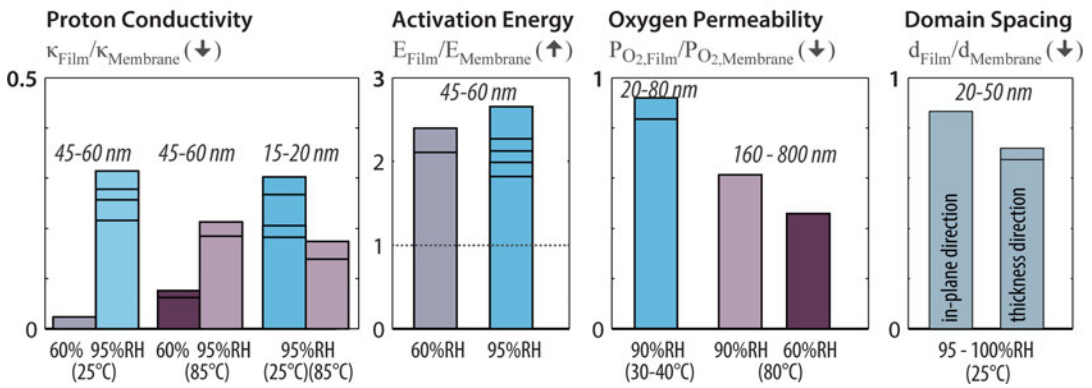 Proton Conductivity
κFilm/κMembrane(↓)
0.5
0
45-60 nm
45-60 nm
15-20 nm
60% 95%RH
(25°C)
60% 95%RH
(85°C)
95%RH
(25°C)(85°C)
Activation Energy
EFilm/EMembrane(↑)
3
2
1
0
45-60 nm
60%RH
95%RH
Oxygen Permeability
PO2,Film/PO2,Membrane(↓)
1
0
20-80 nm
160 - 800 nm
90%RH
(30-40°C)
90%RH 60%RH
(80°C)
Domain Spacing
dFilm/dMembrane(↓)
1
0
20-50 nm
in-plane direction
thickness direction
95 - 100%RH
(25°C)